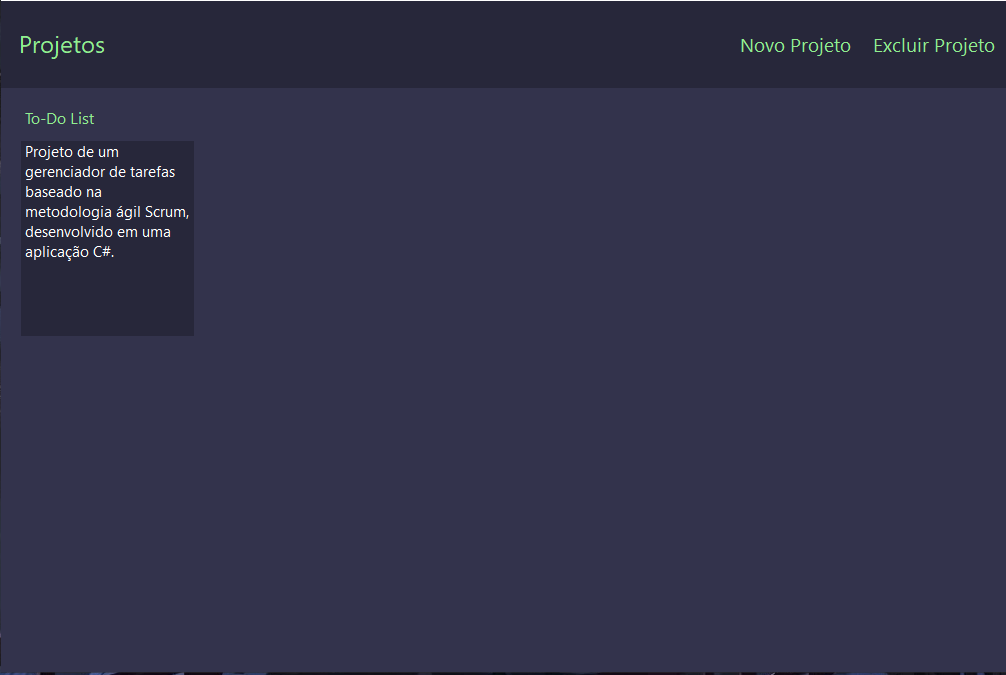 Projetos
Novo Projeto
Excluir Projeto
To-Do List
Projeto de um
gerenciador de tarefas
baseado na
metodologia ágil Scrum,
desenvolvido em uma
aplicação C#.